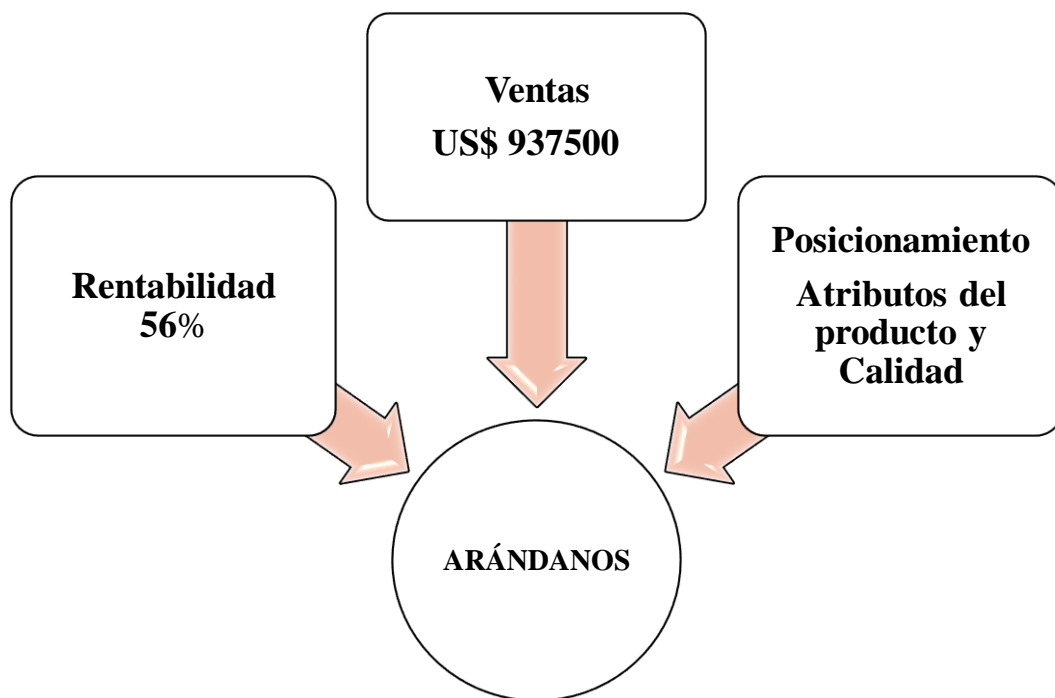 Ventas
US$ 937500
Rentabilidad
56%
Posicionamiento
Atributos del
producto y
Calidad
ARÁNDANOS